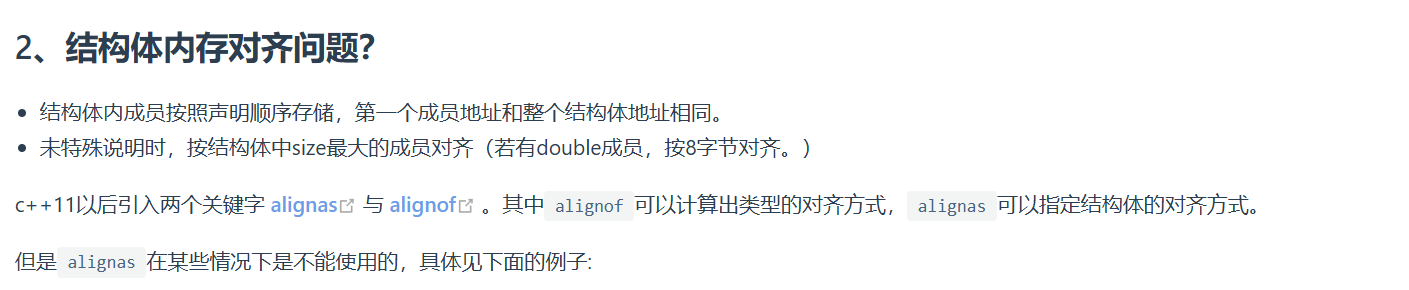 2、结构体内存对齐问题？
• 结构体内成员按照声明顺序存储，第一个成员地址和整个结构体地址相同。
• 未特殊说明时，按结构体中size最大的成员对齐（若有double成员，按8字节对齐。）
c++11以后引入两个关键字 alignas 与 alignof 。其中 alignof 可以计算出类型的对齐方式，alignas 可以指定结构体的对齐方式。
但是 alignas 在某些情况下是不能使用的，具体见下面的例子: